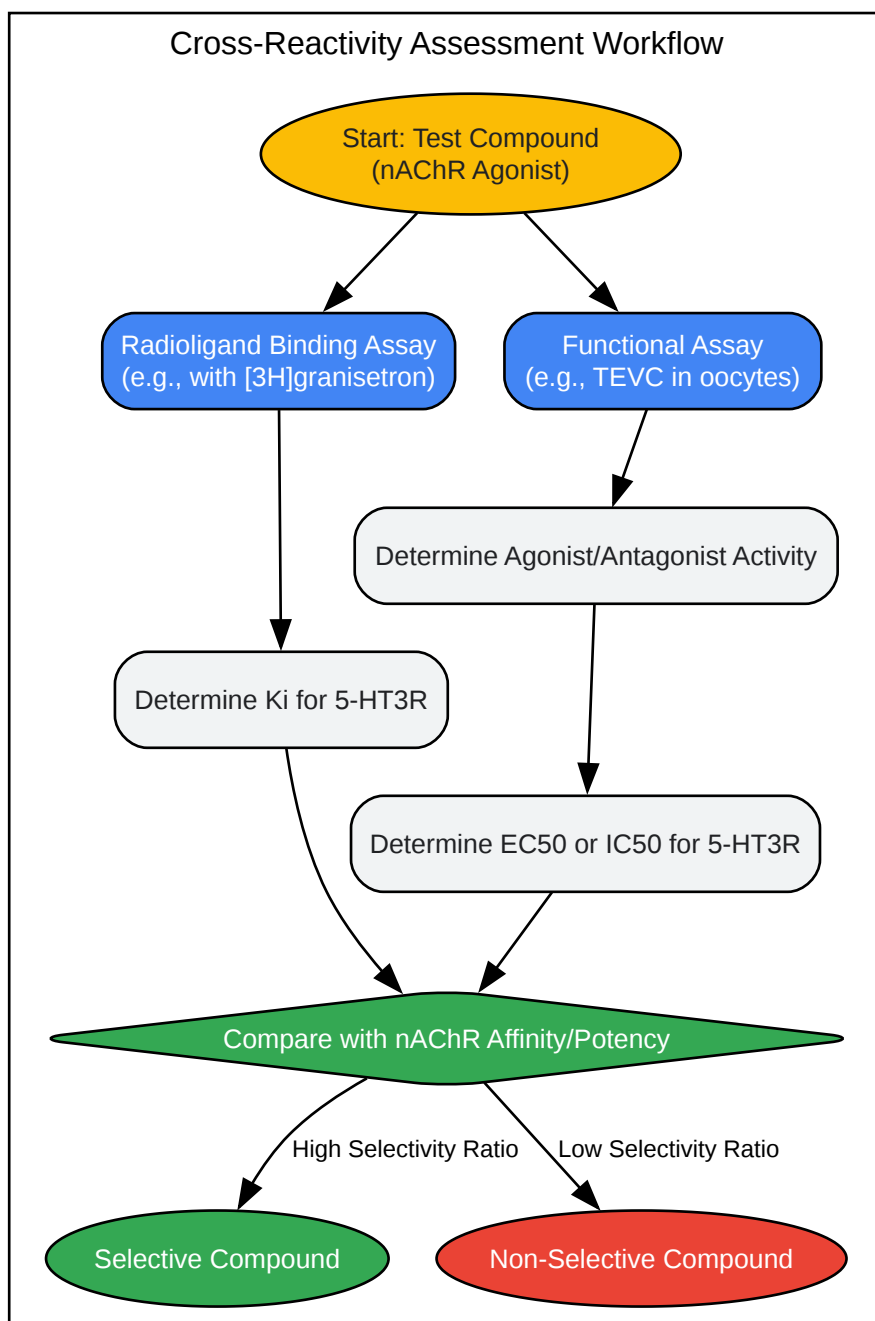 Cross-Reactivity Assessment Workflow
Start: Test Compound
(nAChR Agonist)
Radioligand Binding Assay
(e.g., with [3H]granisetron)
Functional Assay
(e.g., TEVC in oocytes)
Determine Agonist/Antagonist Activity
Determine Ki for 5-HT3R
Determine EC50 or IC50 for 5-HT3R
Compare with nAChR Affinity/Potency
High Selectivity Ratio
Low Selectivity Ratio
Selective Compound
Non-Selective Compound